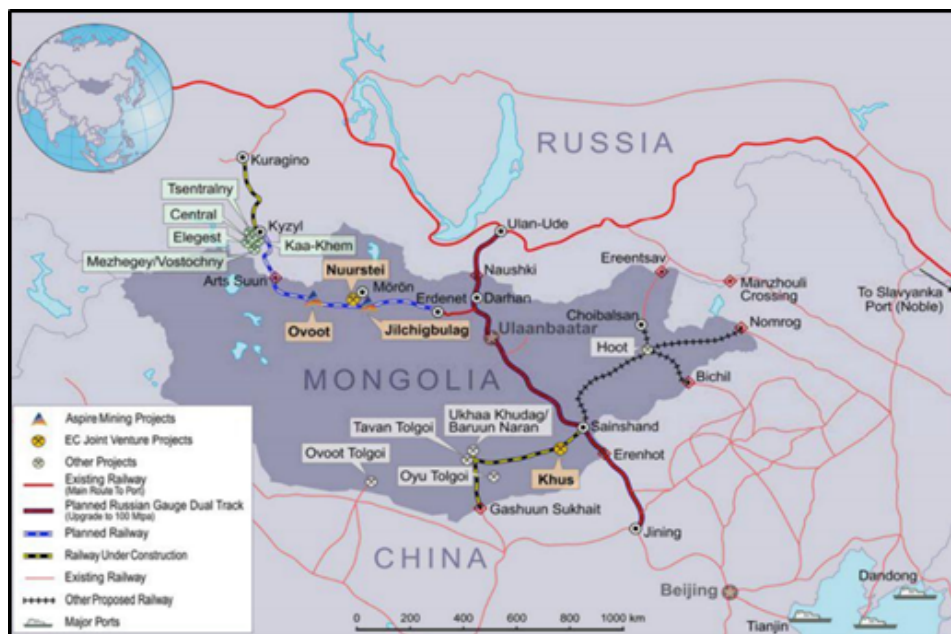 RUSSIA
Kuragino
Tsentralny
Central
Kyzyl
Elegest
Kaa-Khem
Mezhegey/Vostochny
Ulan-Ude
Ereentsav
Nuurstei
Naushki
Arts Suuri
Mörön
Manzhouli
Crossing
Erdenet
Darhan
To Slavyanka
Port (Noble)
Choibalsan
Ovoot
Jilchigbulag
Ulaanbaatar
Nomrog
Hoot
MONGOLIA
Bichil
Ukhaa Khudag/
Baruun Naran
Sainshand
Tavan Tolgoi
Ovoot Tolgoi
Oyu Tolgoi
Khus
Erenhot
Gashuun Sukhait
Jining
CHINA
Beijing
Dandong
Tianjin
0 200 400 600 800 1000 km
Aspire Mining Projects
EC Joint Venture Projects
Other Projects
Existing Railway
(Main Route To Port)
Planned Russian Gauge Dual Track
(Upgrade to 100 Mtpa)
Planned Railway
Railway Under Construction
Existing Railway
Other Proposed Railway
Major Ports